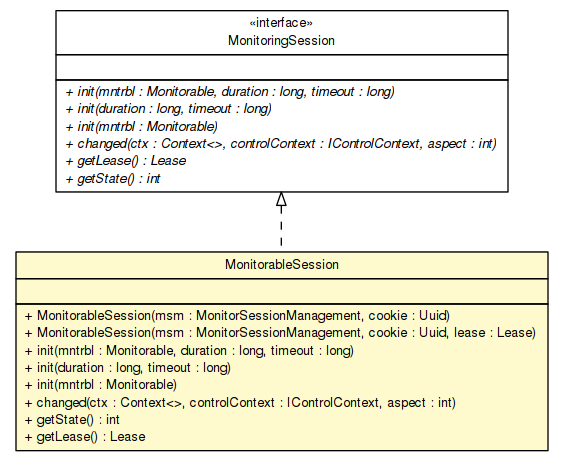 «interface»
MonitoringSession
+ init(mntrbl : Monitorable, duration : long, timeout : long)
+ init(duration : long, timeout : long)
+ init(mntrbl : Monitorable)
+ changed(ctx : Context<>, controlContext : IControlContext, aspect : int)
+ getLease() : Lease
+ getState() : int
MonitorableSession
+ MonitorableSession(msm : MonitorSessionManagement, cookie : Uuid)
+ MonitorableSession(msm : MonitorSessionManagement, cookie : Uuid, lease : Lease)
+ init(mntrbl : Monitorable, duration : long, timeout : long)
+ init(duration : long, timeout : long)
+ init(mntrbl : Monitorable)
+ changed(ctx : Context<>, controlContext : IControlContext, aspect : int)
+ getState() : int
+ getLease() : Lease